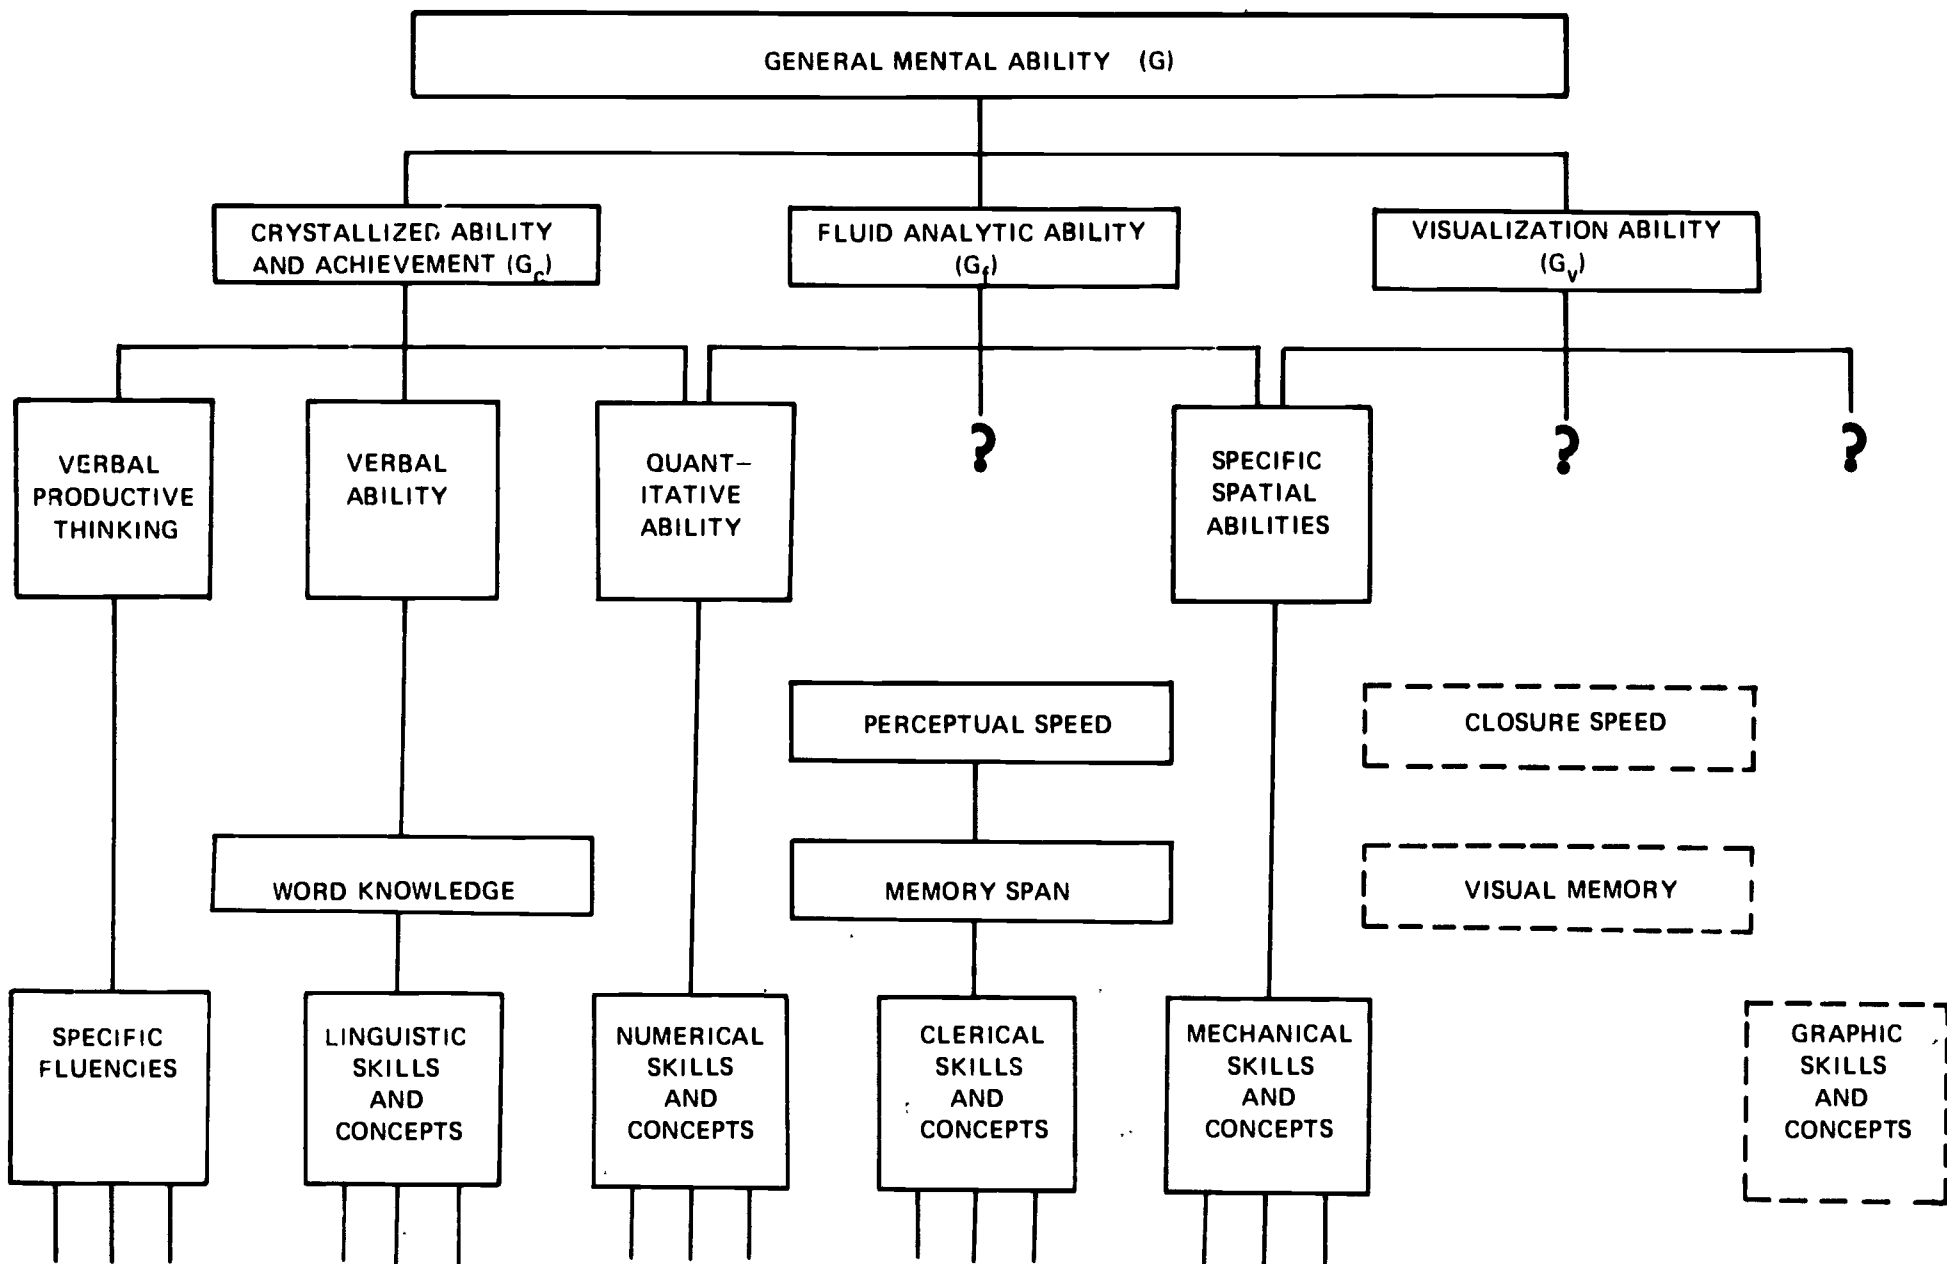 GENERAL MENTAL ABILITY (G)
CRYSTALLIZED ABILITY
AND ACHIEVEMENT (Gc)
FLUID ANALYTIC ABILITY
(Gf)
VISUALIZATION ABILITY
(Gv)
VERBAL
PRODUCTIVE
THINKING
VERBAL
ABILITY
QUANT–
ITATIVE
ABILITY
?
SPECIFIC
SPATIAL
ABILITIES
?
?
PERCEPTUAL SPEED
CLOSURE SPEED
WORD KNOWLEDGE
MEMORY SPAN
VISUAL MEMORY
SPECIFIC
FLUENCIES
LINGUISTIC
SKILLS
AND
CONCEPTS
NUMERICAL
SKILLS
AND
CONCEPTS
CLERICAL
SKILLS
AND
CONCEPTS
MECHANICAL
SKILLS
AND
CONCEPTS
GRAPHIC
SKILLS
AND
CONCEPTS